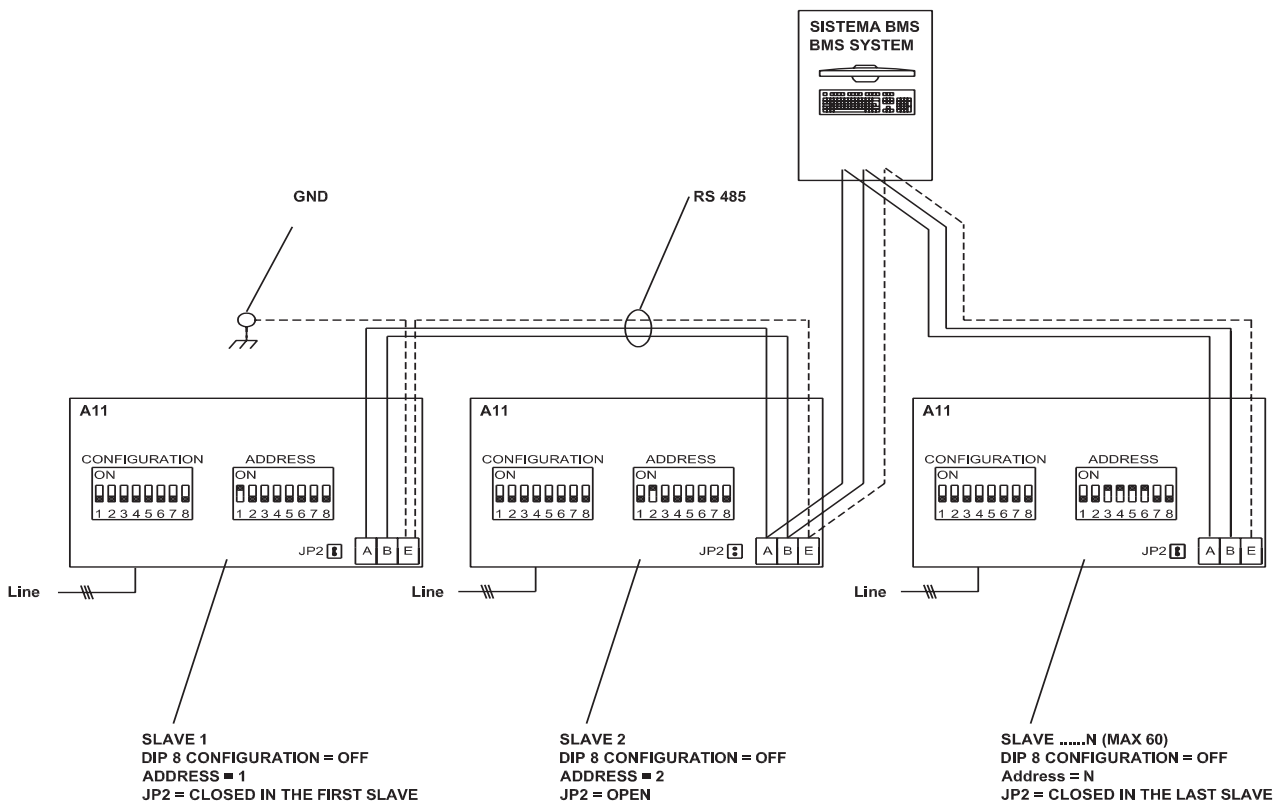 SISTEMA BMS
BMS SYSTEM
GND
RS 485
A11
CONFIGURATION
ON
1 2 3 4 5 6 7 8
ADDRESS
ON
1 2 3 4 5 6 7 8
JP2
A B E
Line
A11
CONFIGURATION
ON
1 2 3 4 5 6 7 8
ADDRESS
ON
1 2 3 4 5 6 7 8
JP2
A B E
Line
A11
CONFIGURATION
ON
1 2 3 4 5 6 7 8
ADDRESS
ON
1 2 3 4 5 6 7 8
JP2
A B E
Line
SLAVE 1
DIP 8 CONFIGURATION = OFF
ADDRESS = 1
JP2 = CLOSED IN THE FIRST SLAVE
SLAVE 2
DIP 8 CONFIGURATION = OFF
ADDRESS = 2
JP2 = OPEN
SLAVE ......N (MAX 60)
DIP 8 CONFIGURATION = OFF
Address = N
JP2 = CLOSED IN THE LAST SLAVE